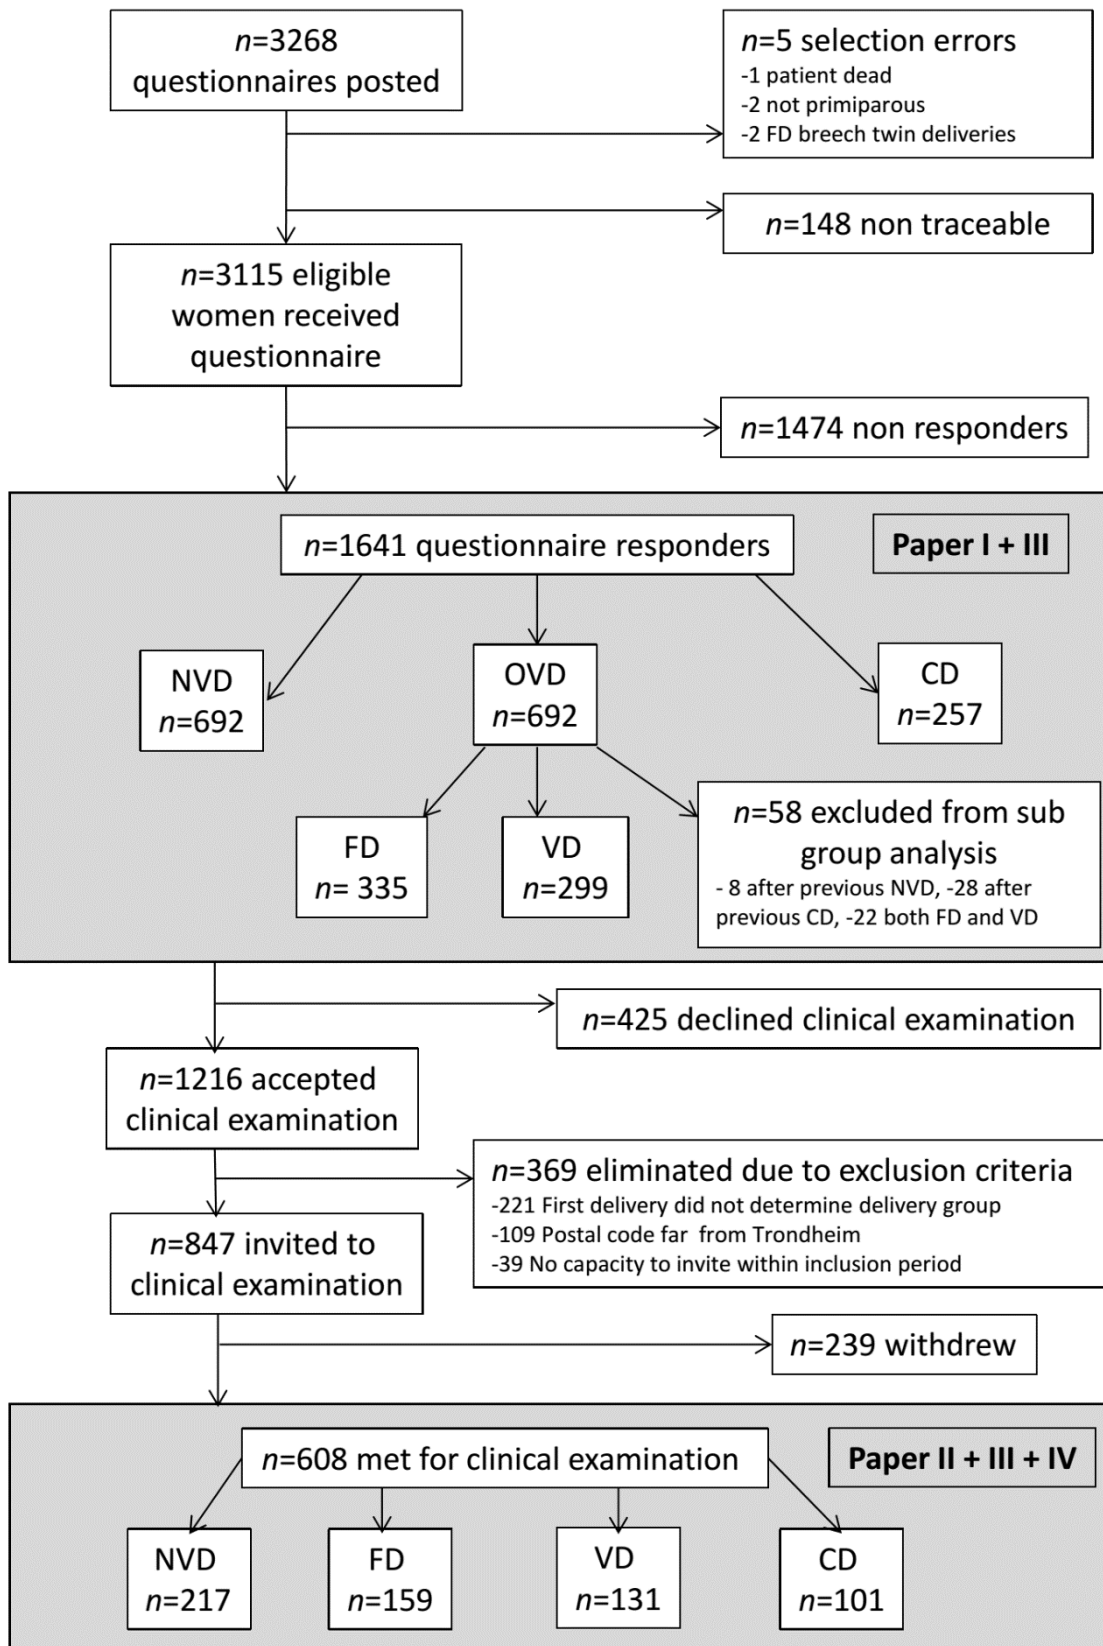 n=3268
questionnaires posted
n=5 selection errors
-1 patient dead
-2 not primiparous
-2 FD breech twin deliveries
n=148 non traceable
n=3115 eligible
women received
questionnaire
n=1474 non responders
n=1641 questionnaire responders
Paper I + III
NVD
n=692
OVD
n=692
CD
n=257
FD
n= 335
VD
n=299
n=58 excluded from sub
group analysis
- 8 after previous NVD, -28 after
previous CD, -22 both FD and VD
n=425 declined clinical examination
n=1216 accepted
clinical examination
n=369 eliminated due to exclusion criteria
-221 First delivery did not determine delivery group
-109 Postal code far from Trondheim
-39 No capacity to invite within inclusion period
n=847 invited to
clinical examination
n=239 withdrew
n=608 met for clinical examination
Paper II + III + IV
NVD
n=217
FD
n=159
VD
n=131
CD
n=101